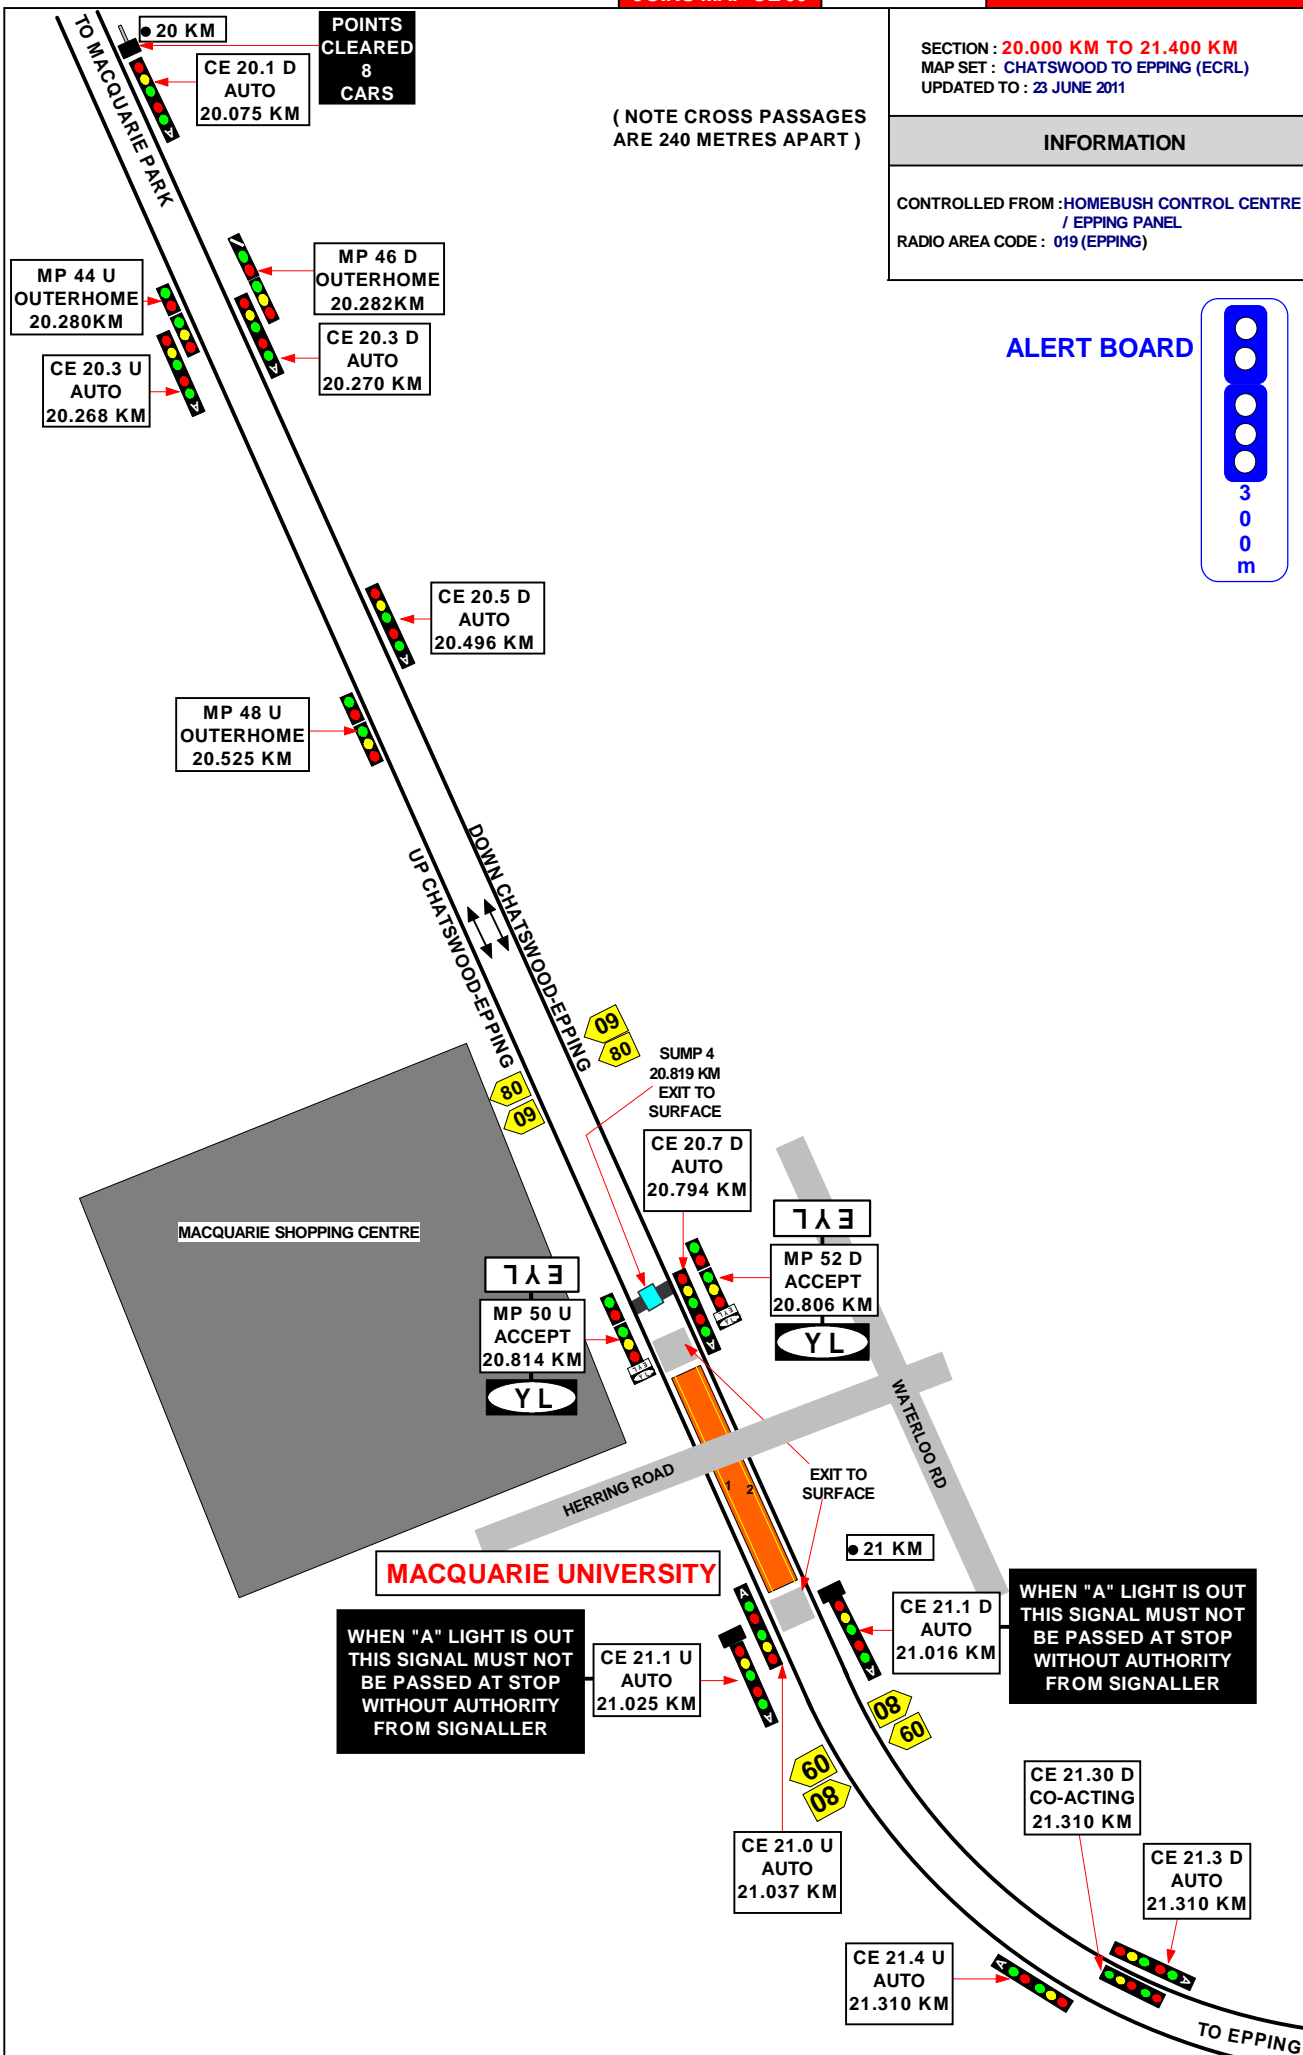 20 KM
POINTS
CLEARED
8
CARS
TO MACQUARIE PARK
CE 20.1 D
AUTO
20.075 KM
A
( NOTE CROSS PASSAGES
ARE 240 METRES APART )
SECTION : 20.000 KM TO 21.400 KM
MAP SET : CHATSWOOD TO EPPING (ECRL)
UPDATED TO : 23 JUNE 2011
INFORMATION
CONTROLLED FROM :HOMEBUSH CONTROL CENTRE
/ EPPING PANEL
RADIO AREA CODE : 019 (EPPING)
MP 44 U
OUTERHOME
20.280KM
MP 46 D
OUTERHOME
20.282KM
CE 20.3 U
AUTO
20.268 KM
A
CE 20.3 D
AUTO
20.270 KM
A
ALERT BOARD
3
0
0
m
CE 20.5 D
AUTO
20.496 KM
A
MP 48 U
OUTERHOME
20.525 KM
UP CHATSWOOD-EPPING
DOWN CHATSWOOD-EPPING
60
80
80
60
SUMP 4
20.819 KM
EXIT TO
SURFACE
CE 20.7 D
AUTO
20.794 KM
A
MACQUARIE SHOPPING CENTRE
EYL
MP 50 U
ACCEPT
20.814 KM
YL
EYL
MP 52 D
ACCEPT
20.806 KM
YL
WATERLOO RD
HERRING ROAD
1 2
EXIT TO
SURFACE
21 KM
MACQUARIE UNIVERSITY
WHEN "A" LIGHT IS OUT
THIS SIGNAL MUST NOT
BE PASSED AT STOP
WITHOUT AUTHORITY
FROM SIGNALLER
CE 21.1 U
AUTO
21.025 KM
A
A
CE 21.1 D
AUTO
21.016 KM
A
WHEN "A" LIGHT IS OUT
THIS SIGNAL MUST NOT
BE PASSED AT STOP
WITHOUT AUTHORITY
FROM SIGNALLER
80
60
60
80
CE 21.0 U
AUTO
21.037 KM
CE 21.30 D
CO-ACTING
21.310 KM
CE 21.3 D
AUTO
21.310 KM
A
CE 21.4 U
AUTO
21.310 KM
A
TO EPPING